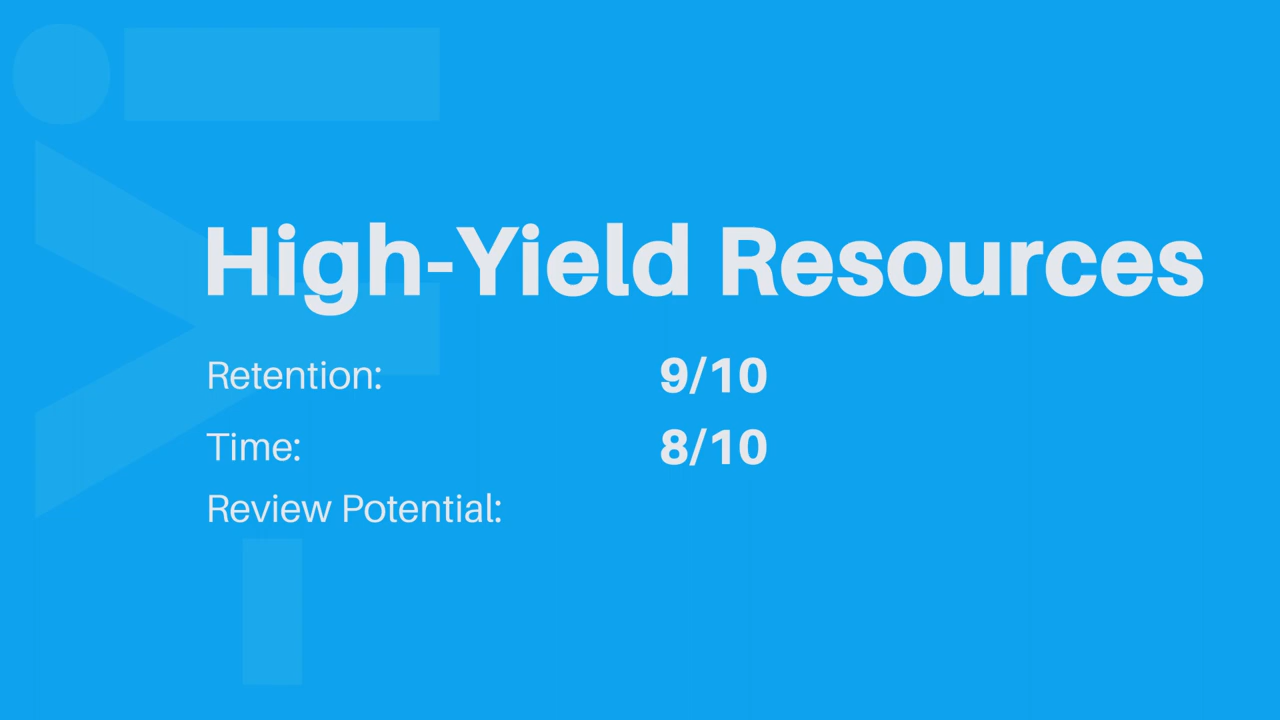 High-Yield Resources
Retention: 9/10
Time: 8/10
Review Potential: